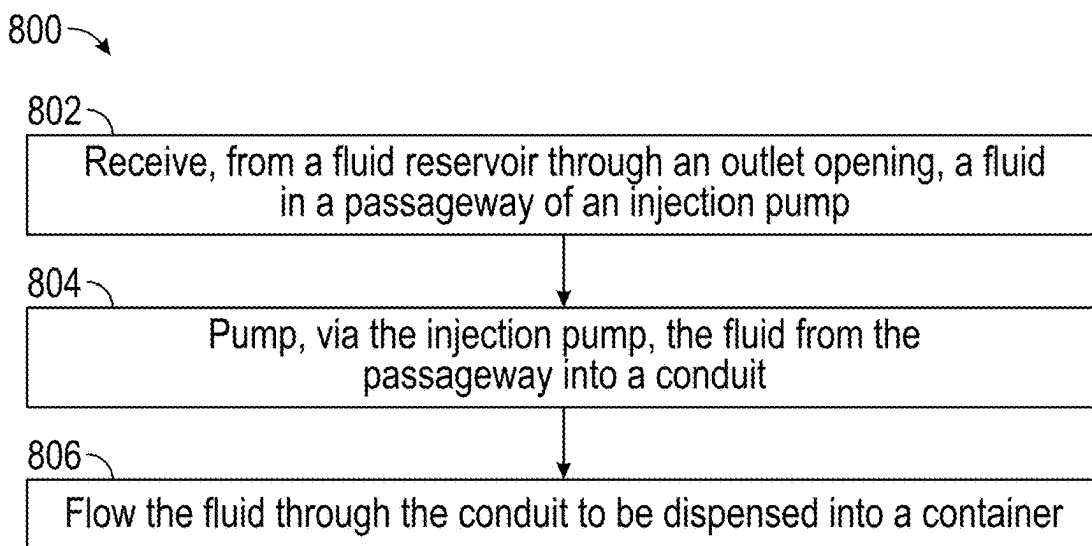 800
802
Receive, from a fluid reservoir through an outlet opening, a fluid
in a passageway of an injection pump
804
Pump, via the injection pump, the fluid from the
passageway into a conduit
806
Flow the fluid through the conduit to be dispensed into a container